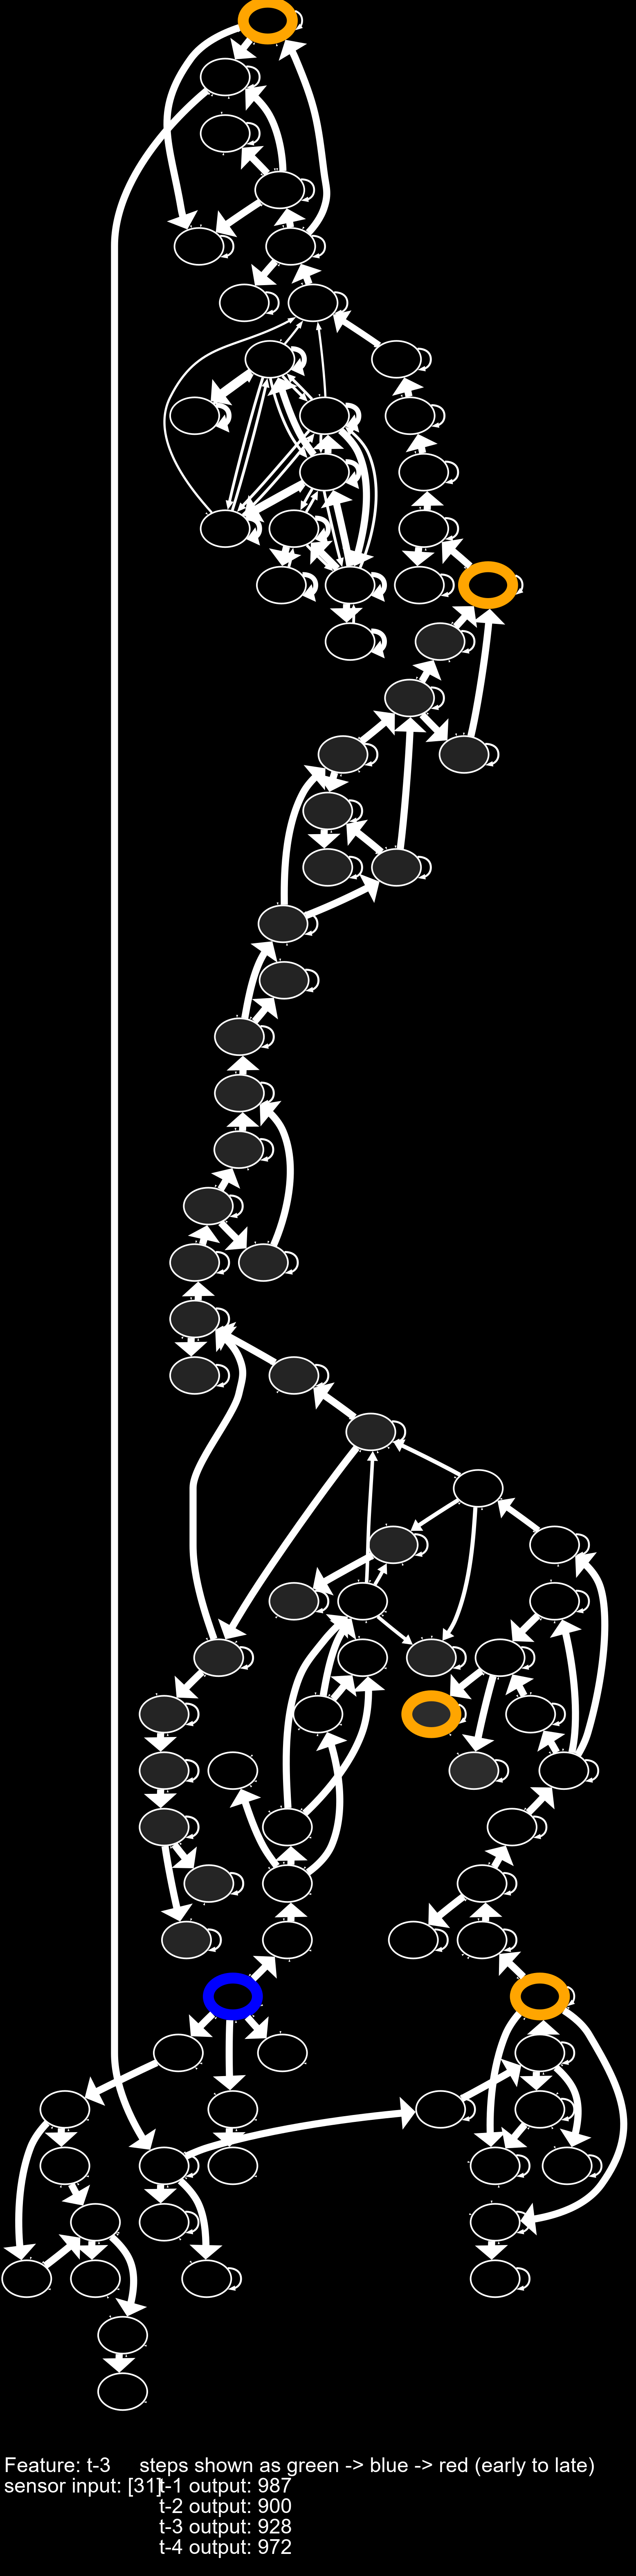 Feature: t-3     steps shown as green -> blue -> red (early to late)
sensor input: [31] t-1 output: 987
t-2 output: 900
t-3 output: 928
t-4 output: 972